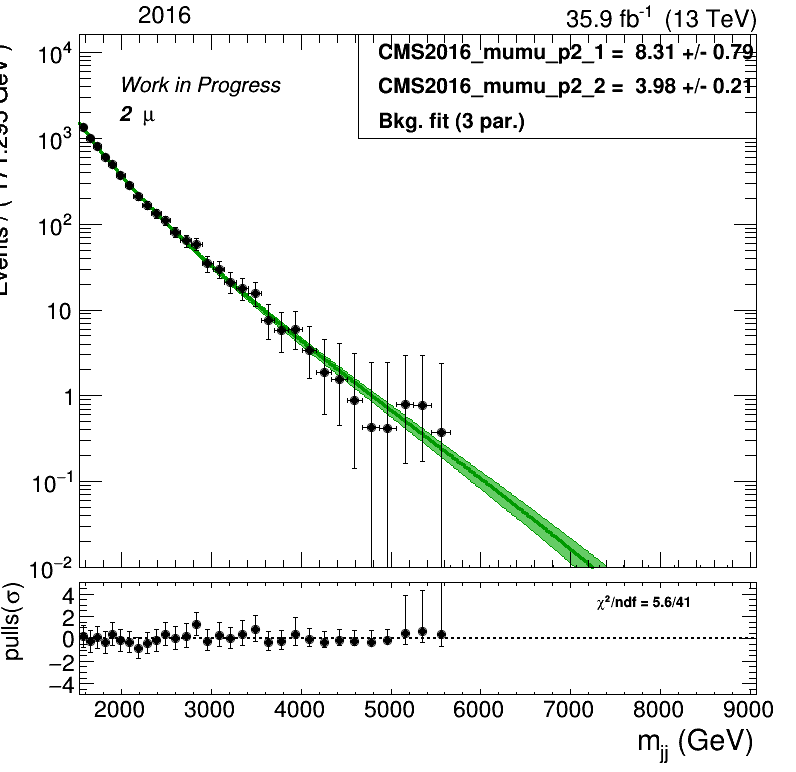 2016
35.9 fb⁻¹ (13 TeV)
CMS2016_mumu_p2_1 = 8.31 +/- 0.79
CMS2016_mumu_p2_2 = 3.98 +/- 0.21
Bkg. fit (3 par.)
Work in Progress
2 μ
10⁴
10³
10²
10
1
10⁻¹
10⁻²
Events / ( 171.295 GeV )
χ²/ndf = 5.6/41
pulls(σ)
4
2
0
−2
−4
2000 3000 4000 5000 6000 7000 8000 9000
m_jj (GeV)